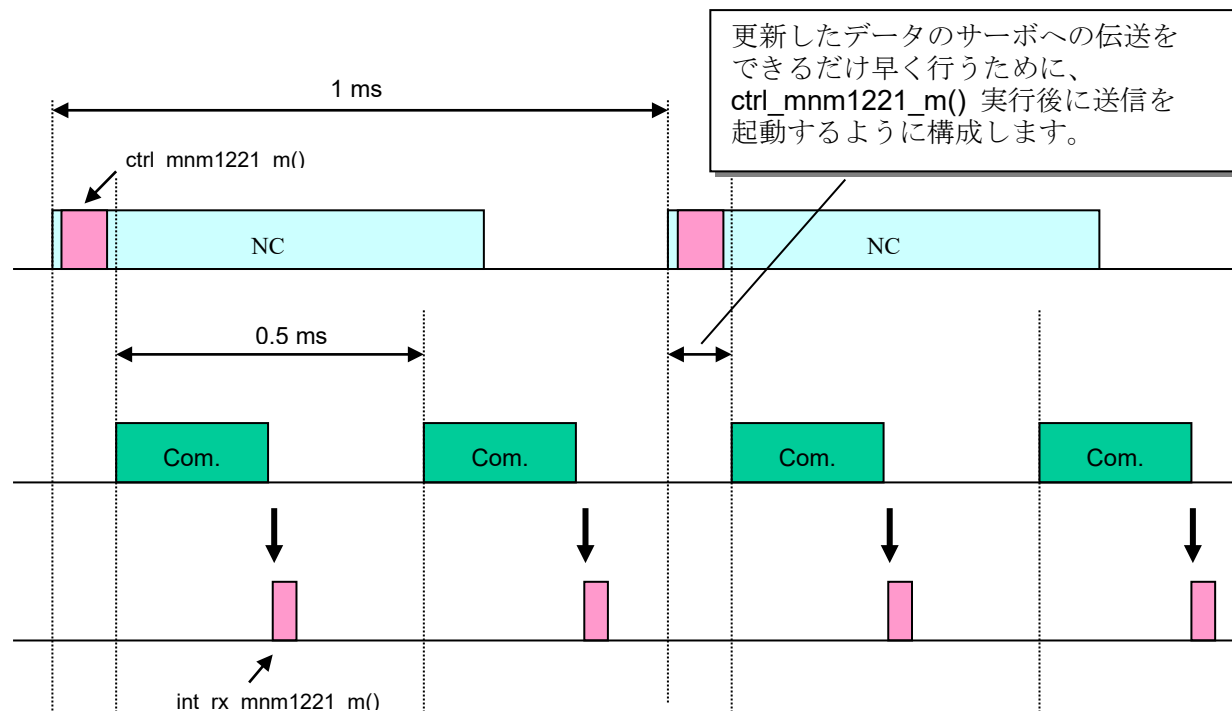 更新したデータのサーボへの伝送を
できるだけ早く行うために、
ctrl_mnm1221_m() 実行後に送信を
起動するように構成します。
1 ms
ctrl_mnm1221_m()
NC
NC
0.5 ms
Com.
Com.
Com.
Com.
int_rx_mnm1221_m()